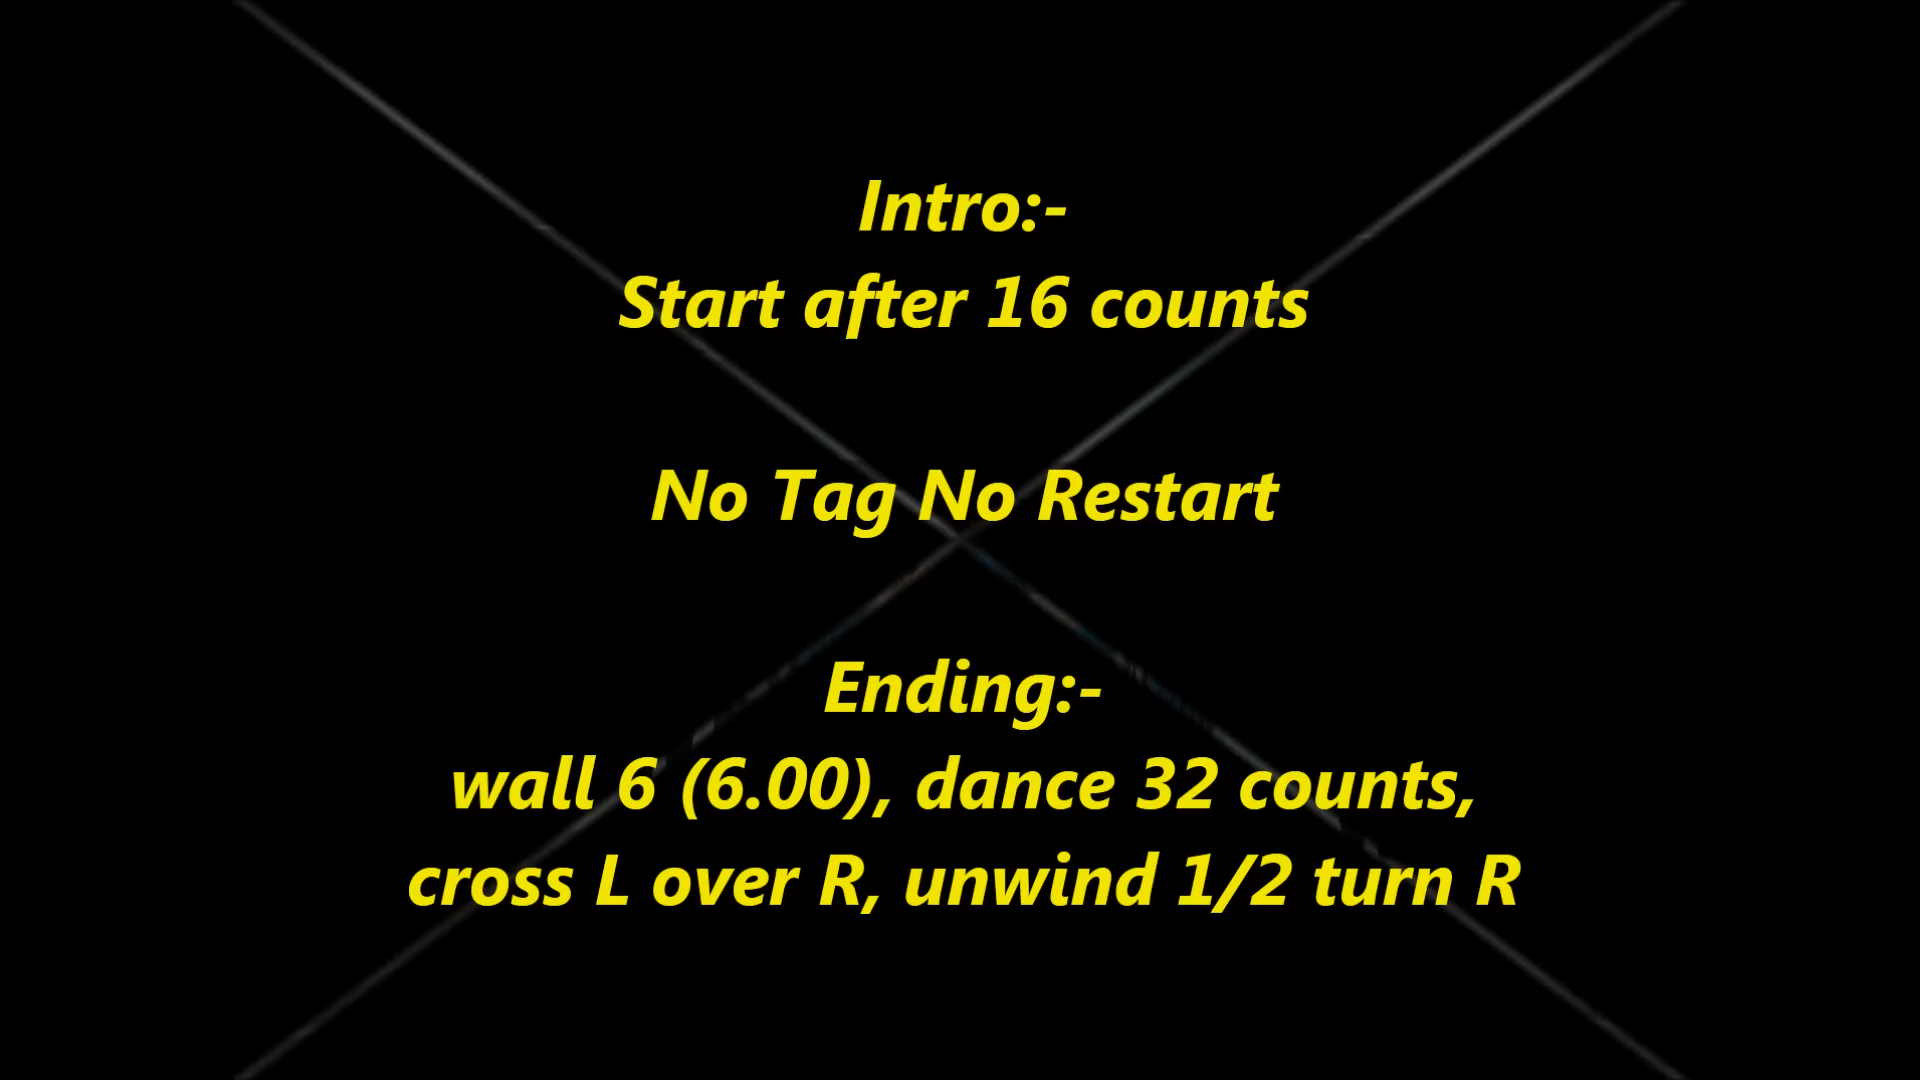 Intro:-
Start after 16 counts
No Tag No Restart
Ending:-
wall 6 (6.00), dance 32 counts,
cross L over R, unwind 1/2 turn R